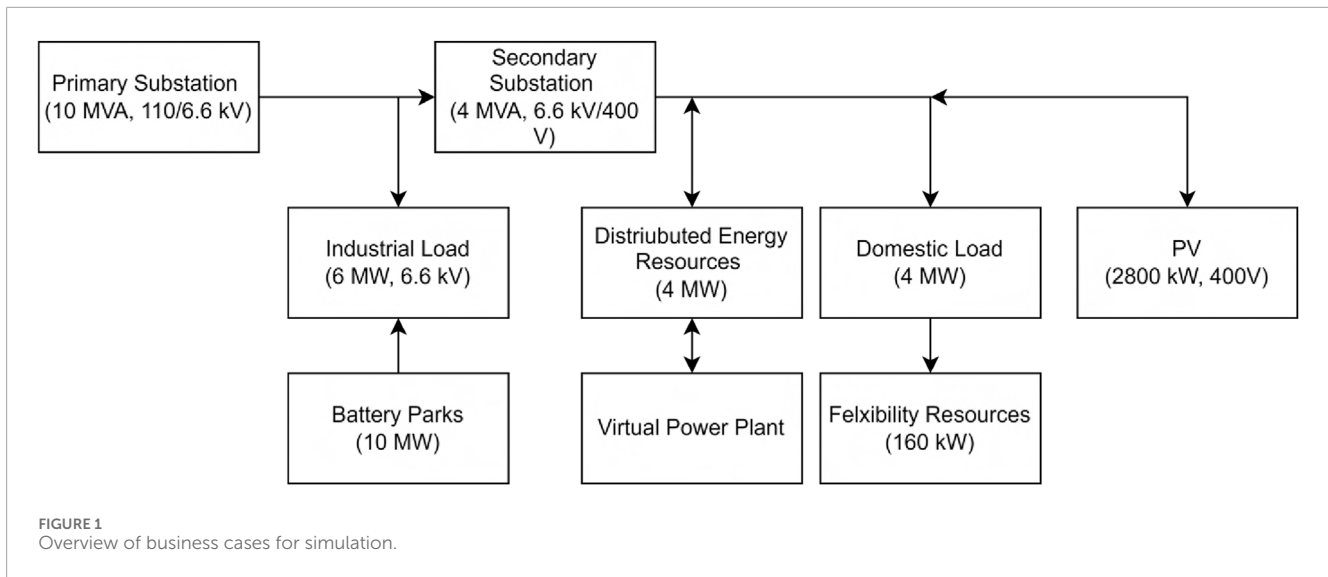 Primary Substation
(10 MVA, 110/6.6 kV)
Secondary
Substation
(4 MVA, 6.6 kV/400
V)
Industrial Load
(6 MW, 6.6 kV)
Distriubuted Energy
Resources
(4 MW)
Domestic Load
(4 MW)
PV
(2800 kW, 400V)
Battery Parks
(10 MW)
Virtual Power Plant
Felxibility Resources
(160 kW)
FIGURE 1
Overview of business cases for simulation.